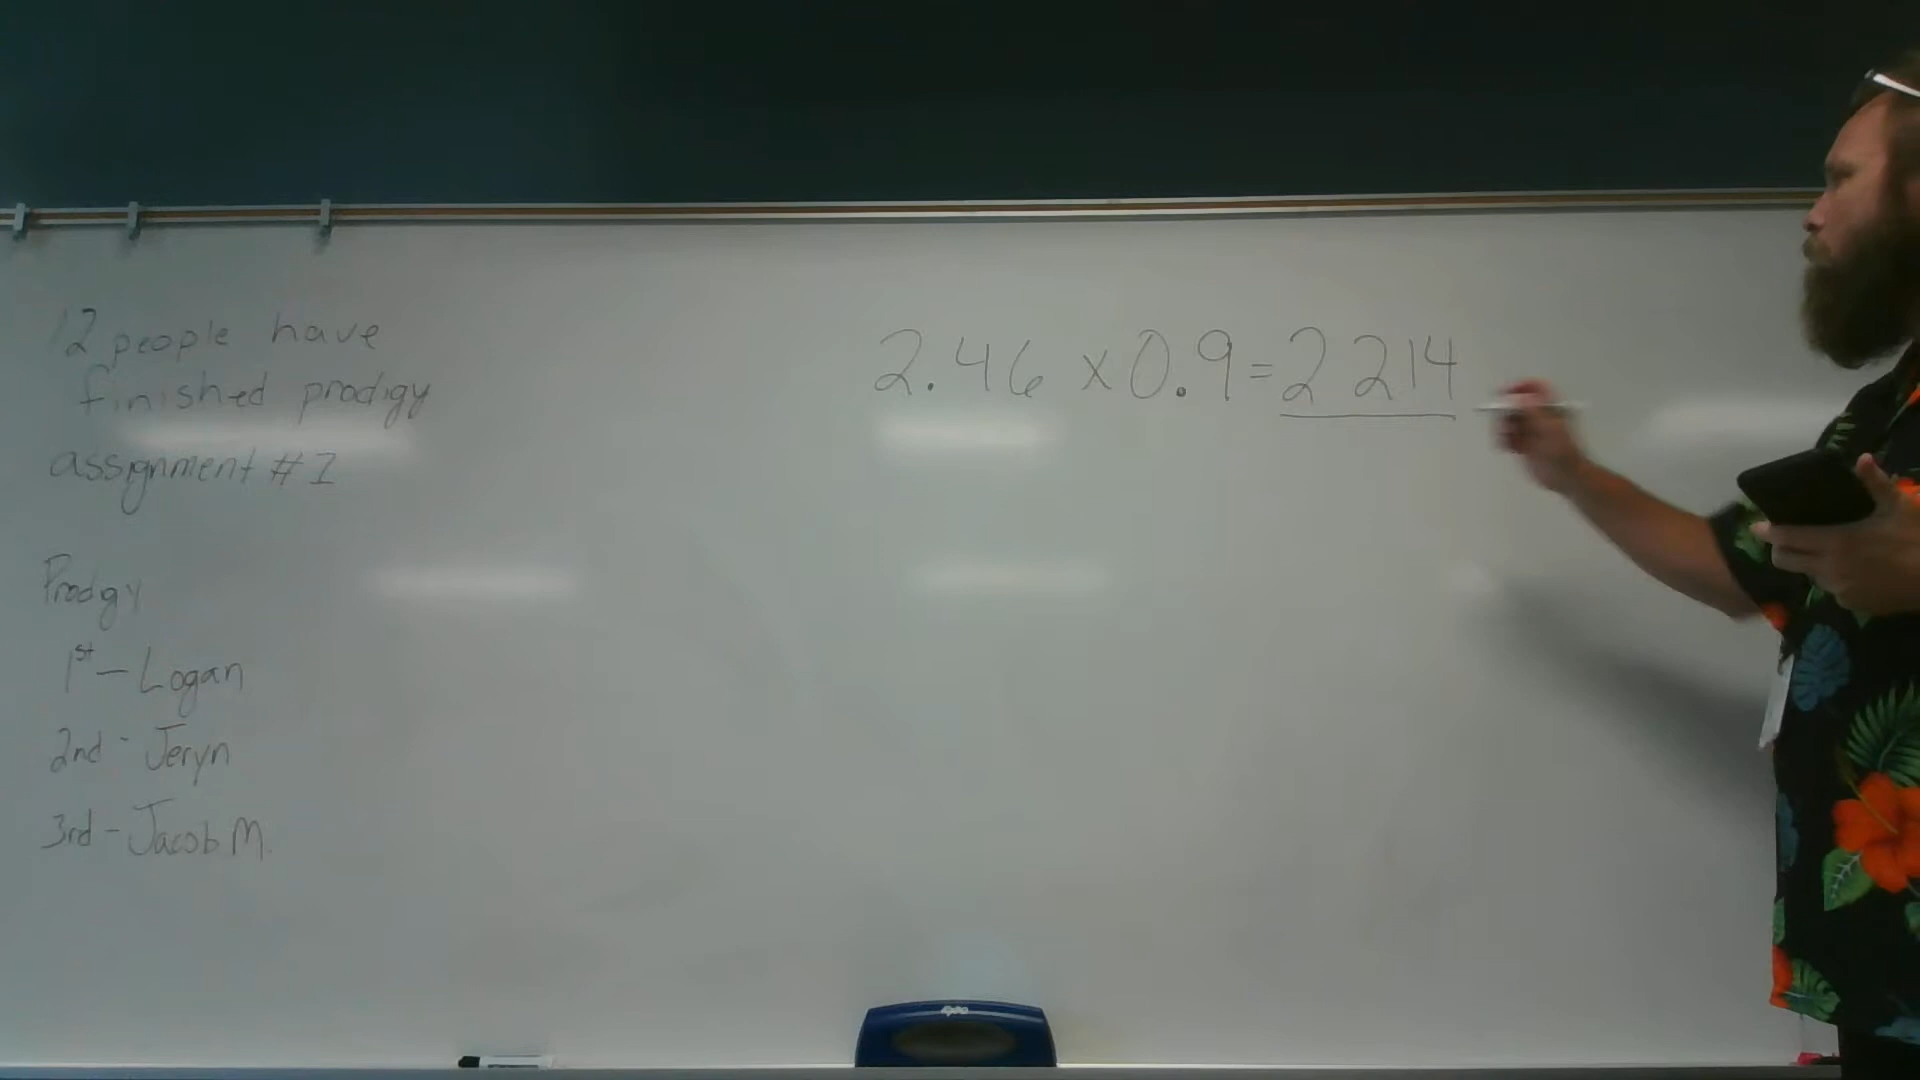 12 people have
finished prodigy
assignment # 1
Prodigy
1st - Logan
2nd - Jeryn
3rd - Jacob M.
2.46 x 0.9 = 2 214
expo